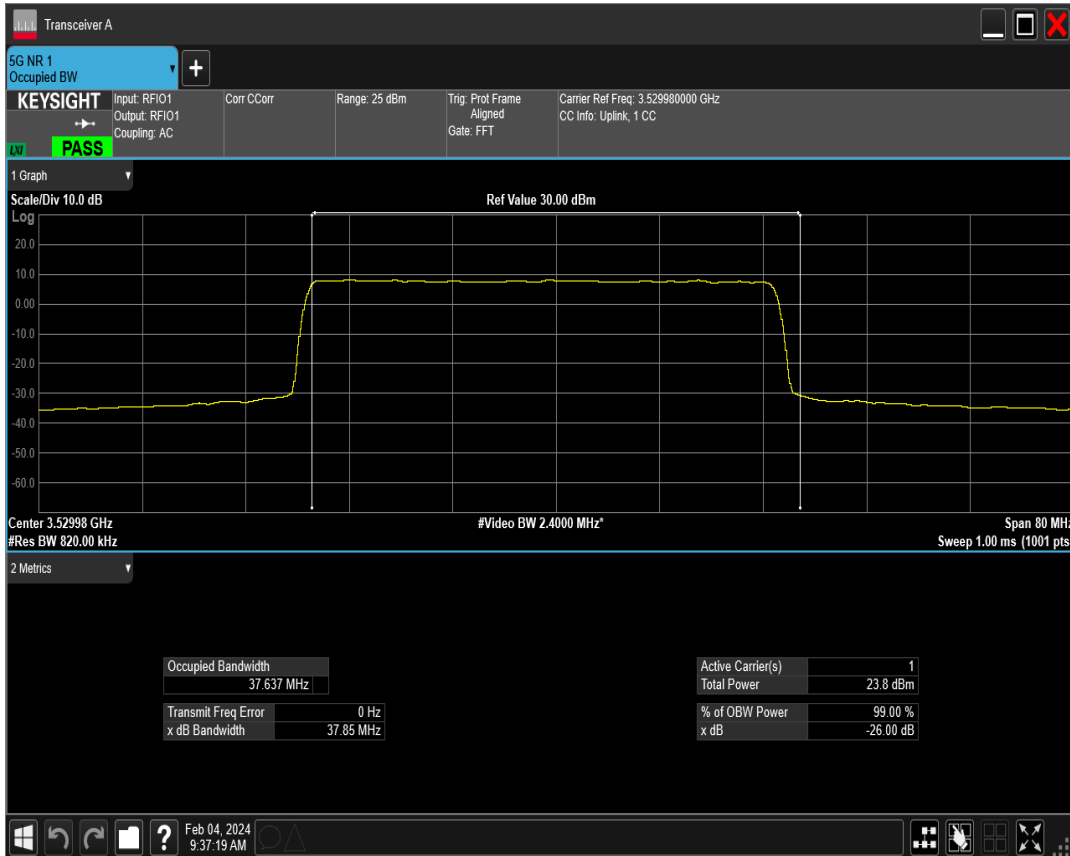 Transceiver A
5G NR 1
Occupied BW
+
KEYSIGHT
LXI
PASS
Input: RFIO1
Output: RFIO1
Coupling: AC
Corr CCorr
Range: 25 dBm
Trig: Prot Frame
Aligned
Gate: FFT
Carrier Ref Freq: 3.529980000 GHz
CC Info: Uplink, 1 CC
1 Graph
Scale/Div 10.0 dB
Ref Value 30.00 dBm
Log
20.0
10.0
0.00
-10.0
-20.0
-30.0
-40.0
-50.0
-60.0
Center 3.52998 GHz
#Video BW 2.4000 MHz*
Span 80 MHz
#Res BW 820.00 kHz
Sweep 1.00 ms (1001 pts
2 Metrics
Occupied Bandwidth
37.637 MHz
Transmit Freq Error 0 Hz
x dB Bandwidth 37.85 MHz
Active Carrier(s) 1
Total Power 23.8 dBm
% of OBW Power 99.00 %
x dB -26.00 dB
?
Feb 04, 2024
9:37:19 AM